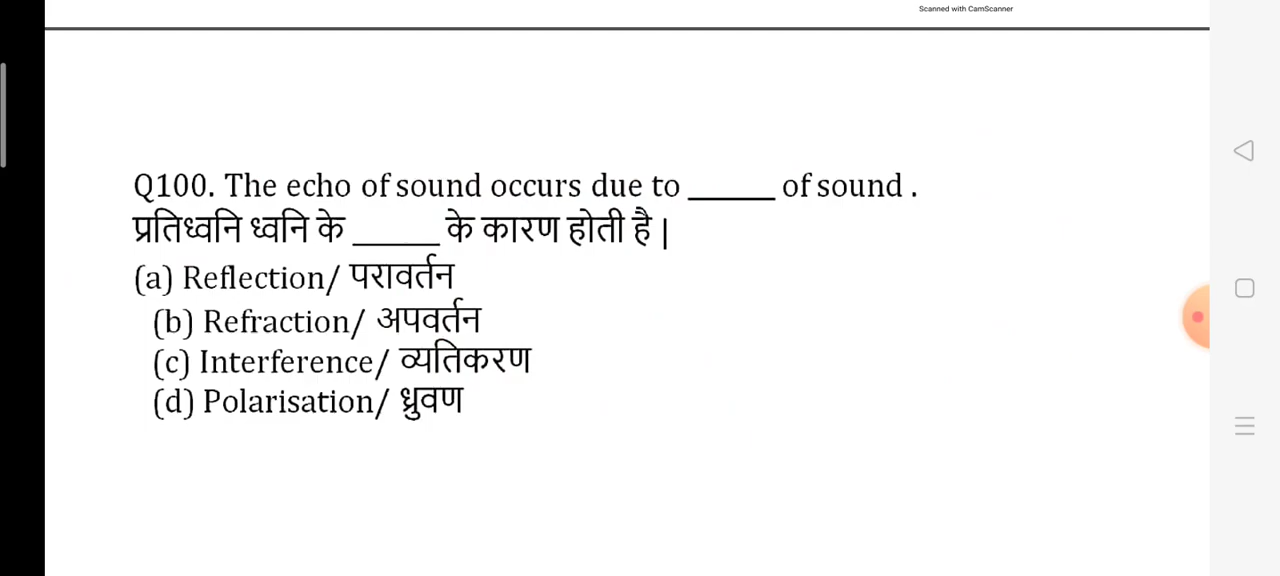 Scanned with CamScanner
Q100. The echo of sound occurs due to ______ of sound .
प्रतिध्वनि ध्वनि के ______ के कारण होती है |
(a) Reflection/ परावर्तन
(b) Refraction/ अपवर्तन
(c) Interference/ व्यतिकरण
(d) Polarisation/ ध्रुवण